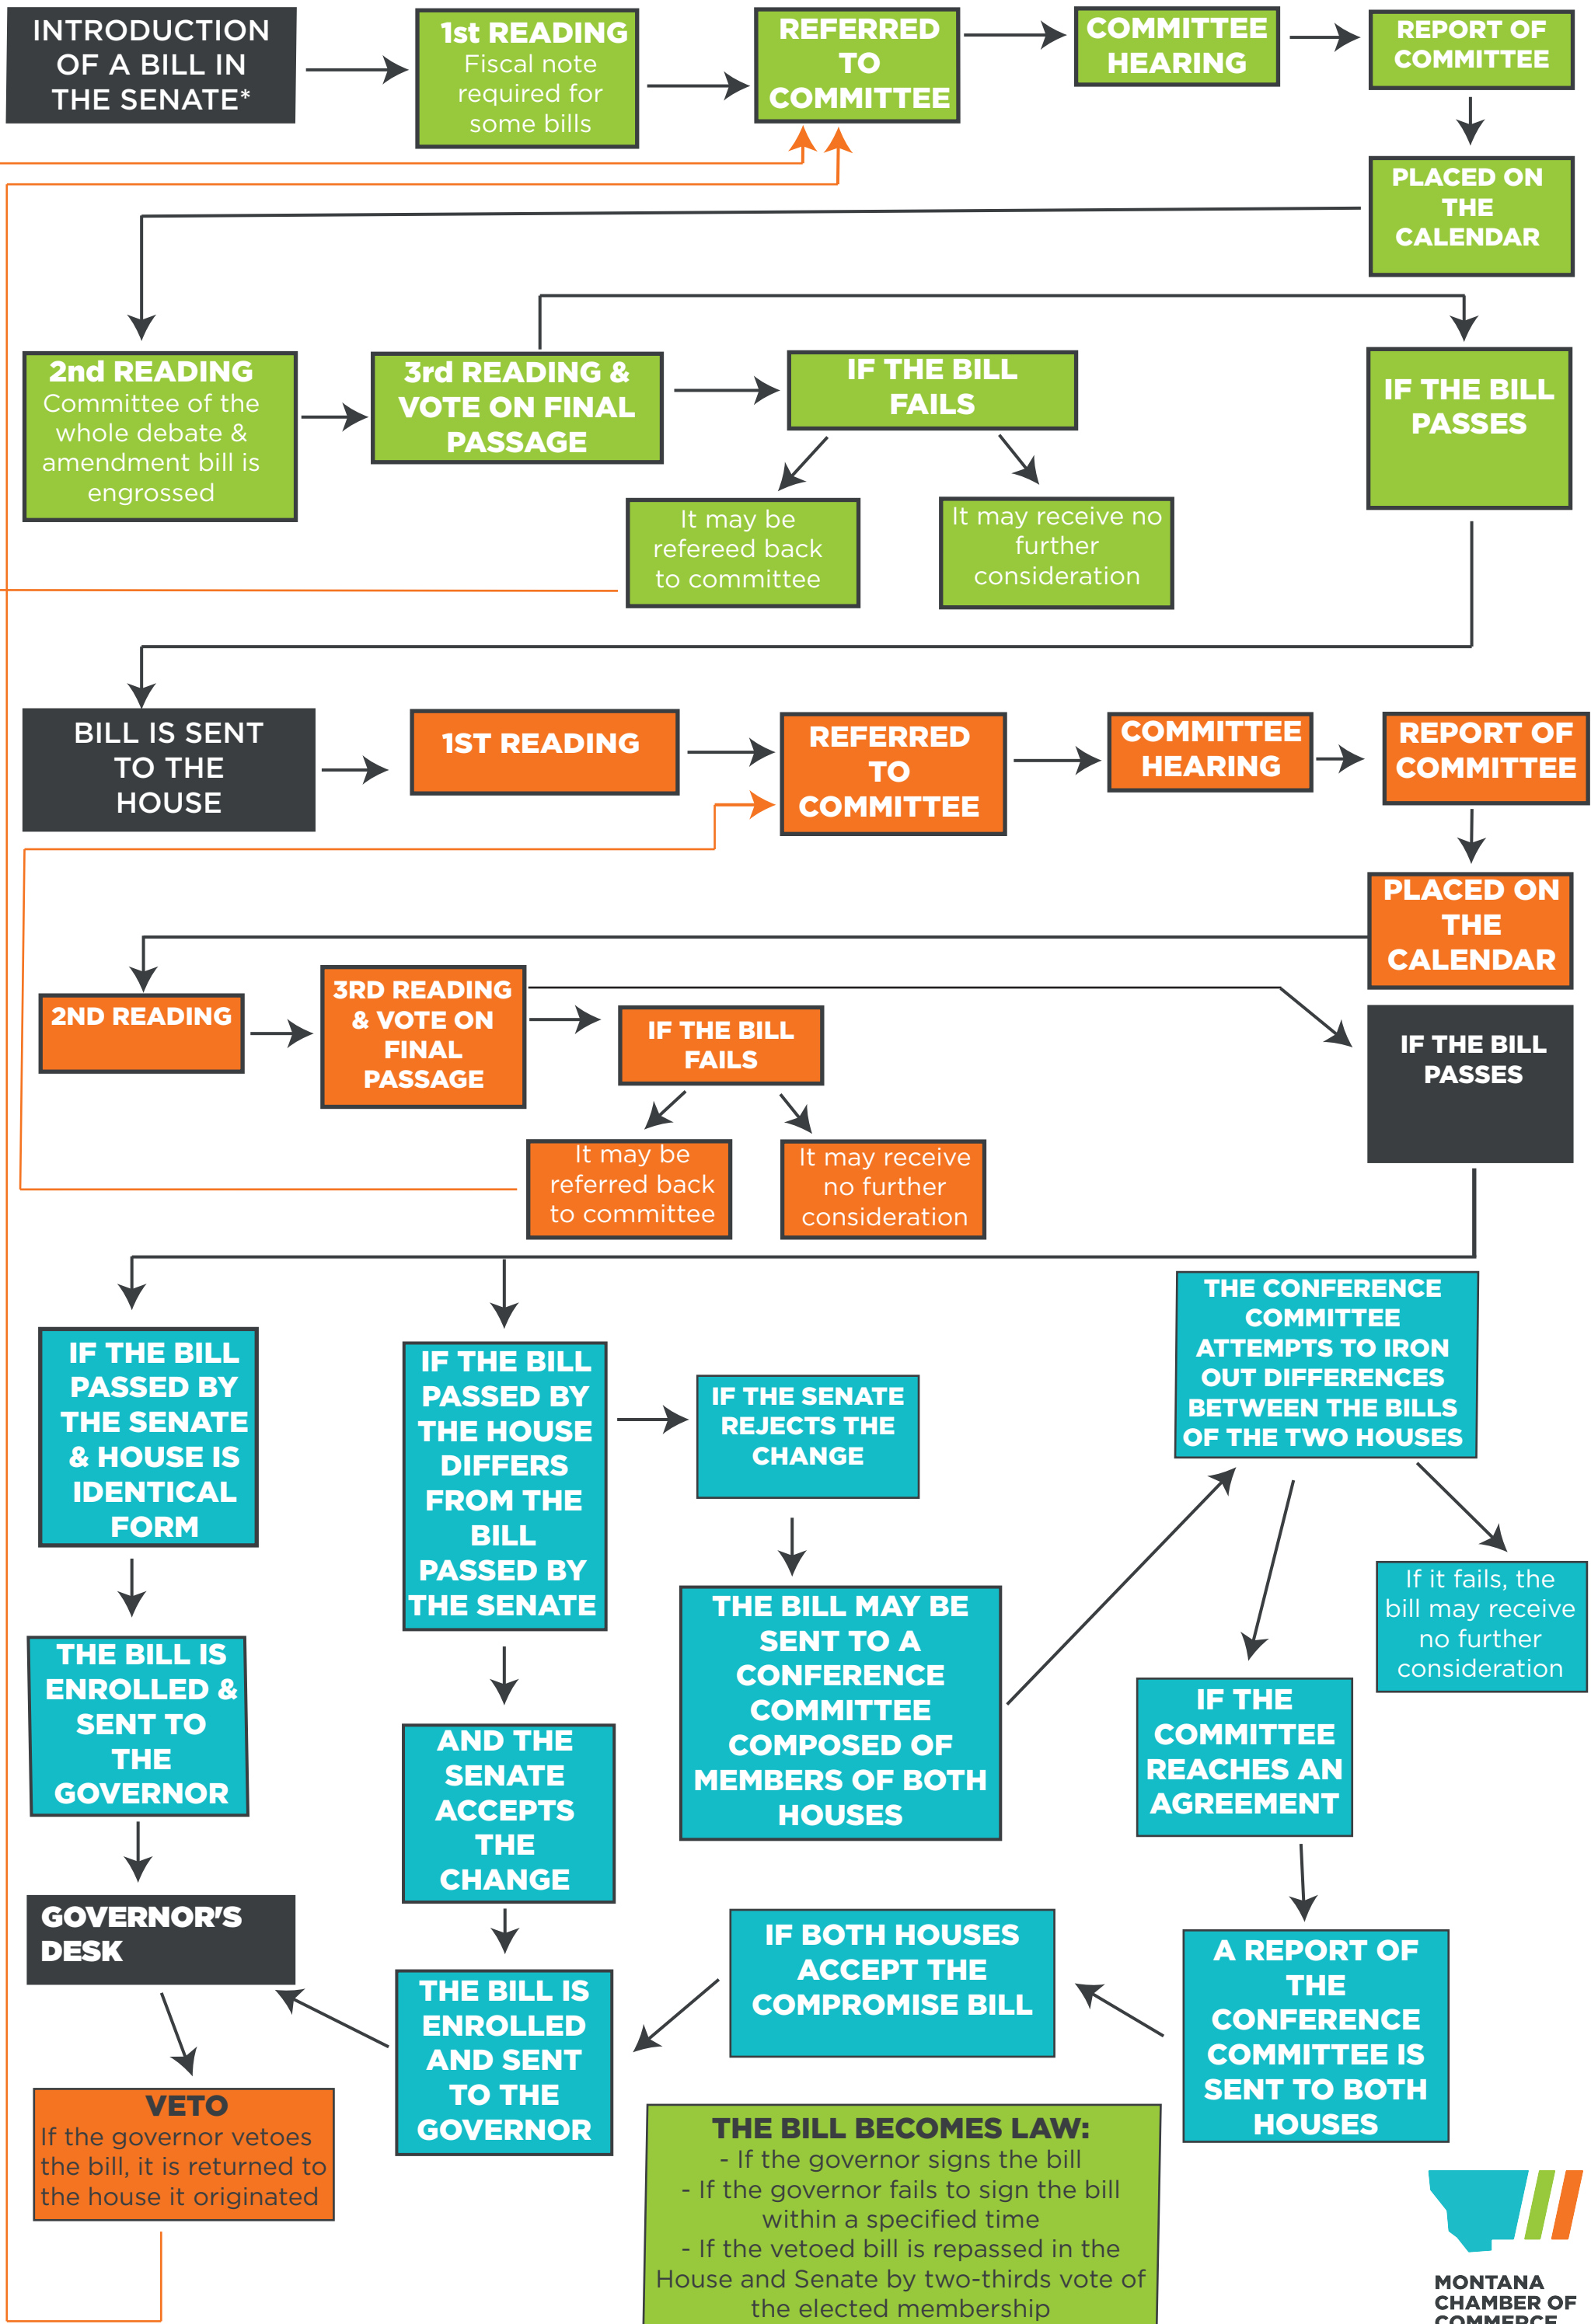 INTRODUCTION
OF A BILL IN
THE SENATE*
1st READING
Fiscal note
required for
some bills
REFERRED
TO
COMMITTEE
COMMITTEE
HEARING
REPORT OF
COMMITTEE
PLACED ON
THE
CALENDAR
2nd READING
Committee of the
whole debate &
amendment bill is
engrossed
3rd READING &
VOTE ON FINAL
PASSAGE
IF THE BILL
FAILS
IF THE BILL
PASSES
It may be
refereed back
to committee
It may receive no
further
consideration
BILL IS SENT
TO THE
HOUSE
1ST READING
REFERRED
TO
COMMITTEE
COMMITTEE
HEARING
REPORT OF
COMMITTEE
PLACED ON
THE
CALENDAR
2ND READING
3RD READING
& VOTE ON
FINAL
PASSAGE
IF THE BILL
FAILS
IF THE BILL
PASSES
It may be
referred back
to committee
It may receive
no further
consideration
IF THE BILL
PASSED BY
THE SENATE
& HOUSE IS
IDENTICAL
FORM
IF THE BILL
PASSED BY
THE HOUSE
DIFFERS
FROM THE
BILL
PASSED BY
THE SENATE
IF THE SENATE
REJECTS THE
CHANGE
THE CONFERENCE
COMMITTEE
ATTEMPTS TO IRON
OUT DIFFERENCES
BETWEEN THE BILLS
OF THE TWO HOUSES
If it fails, the
bill may receive
no further
consideration
THE BILL IS
ENROLLED &
SENT TO
THE
GOVERNOR
AND THE
SENATE
ACCEPTS
THE
CHANGE
THE BILL MAY BE
SENT TO A
CONFERENCE
COMMITTEE
COMPOSED OF
MEMBERS OF BOTH
HOUSES
IF THE
COMMITTEE
REACHES AN
AGREEMENT
GOVERNOR'S
DESK
THE BILL IS
ENROLLED
AND SENT
TO THE
GOVERNOR
IF BOTH HOUSES
ACCEPT THE
COMPROMISE BILL
A REPORT OF
THE
CONFERENCE
COMMITTEE IS
SENT TO BOTH
HOUSES
VETO
If the governor vetoes
the bill, it is returned to
the house it originated
THE BILL BECOMES LAW:
- If the governor signs the bill
- If the governor fails to sign the bill
within a specified time
- If the vetoed bill is repassed in the
House and Senate by two-thirds vote of
the elected membership
MONTANA
CHAMBER OF
COMMERCE